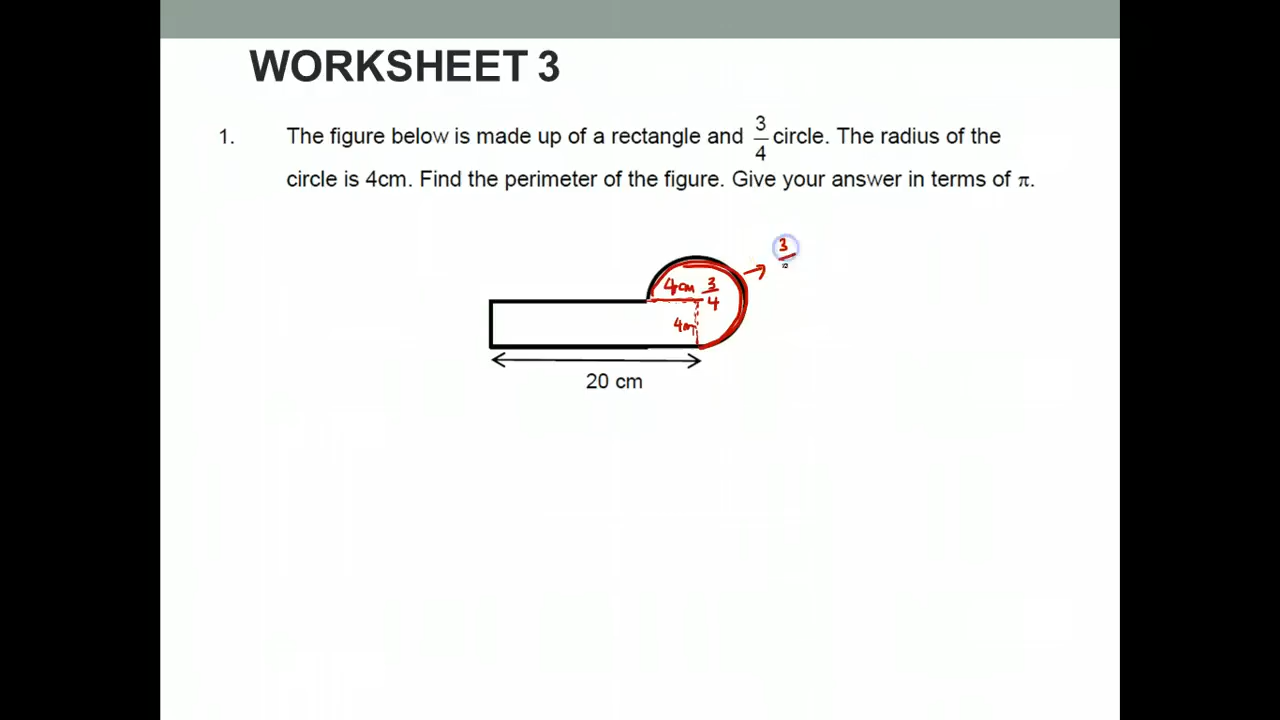 WORKSHEET 3
1. The figure below is made up of a rectangle and 3/4 circle. The radius of the
circle is 4cm. Find the perimeter of the figure. Give your answer in terms of π.
3
4cm 3/4
4cm
20 cm